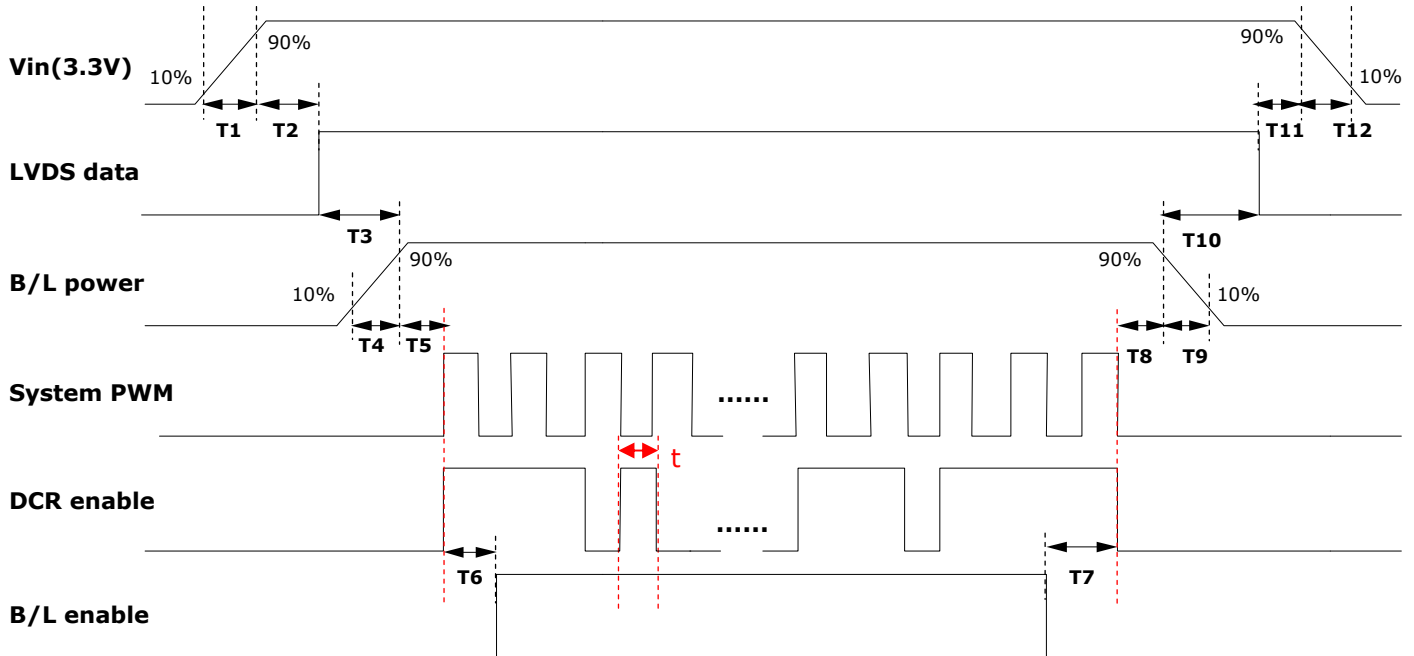 90% 90%
Vin(3.3V) 10% 10%
T1 T2 T11 T12
LVDS data
T3 T10
B/L power 90% 90%
10% 10%
T4 T5 T8 T9
System PWM ......
t
DCR enable ......
T6 T7
B/L enable